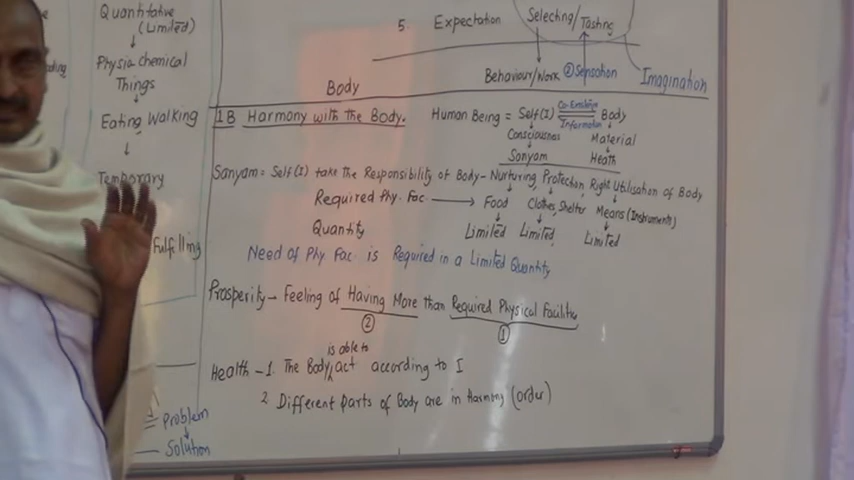 Quantitative
(Limited)
Physio chemical
Things
Eating Walking
Temporary
Fulfilling
Problem
Solution
5. Expectation Selecting/Tasting
Behaviour/Work ② Sensation Imagination
Body
1B Harmony with the Body. Human Being = Self(I) Co-Existence Body
Information
Consciousness Material
Sanyam Heath
Sanyam = Self(I) take the Responsibility of Body - Nurturing, Protection, Right Utilisation of Body
Required Phy. Fac → Food Clothes, Shelter Means (Instruments)
Quantity Limited Limited, Limited
Need of Phy Fac is Required in a Limited Quantity
Prosperity - Feeling of Having More than Required Physical Facilities
② ①
is able to
Health - 1. The Body act according to I
2 Different parts of Body are in Harmony (order)